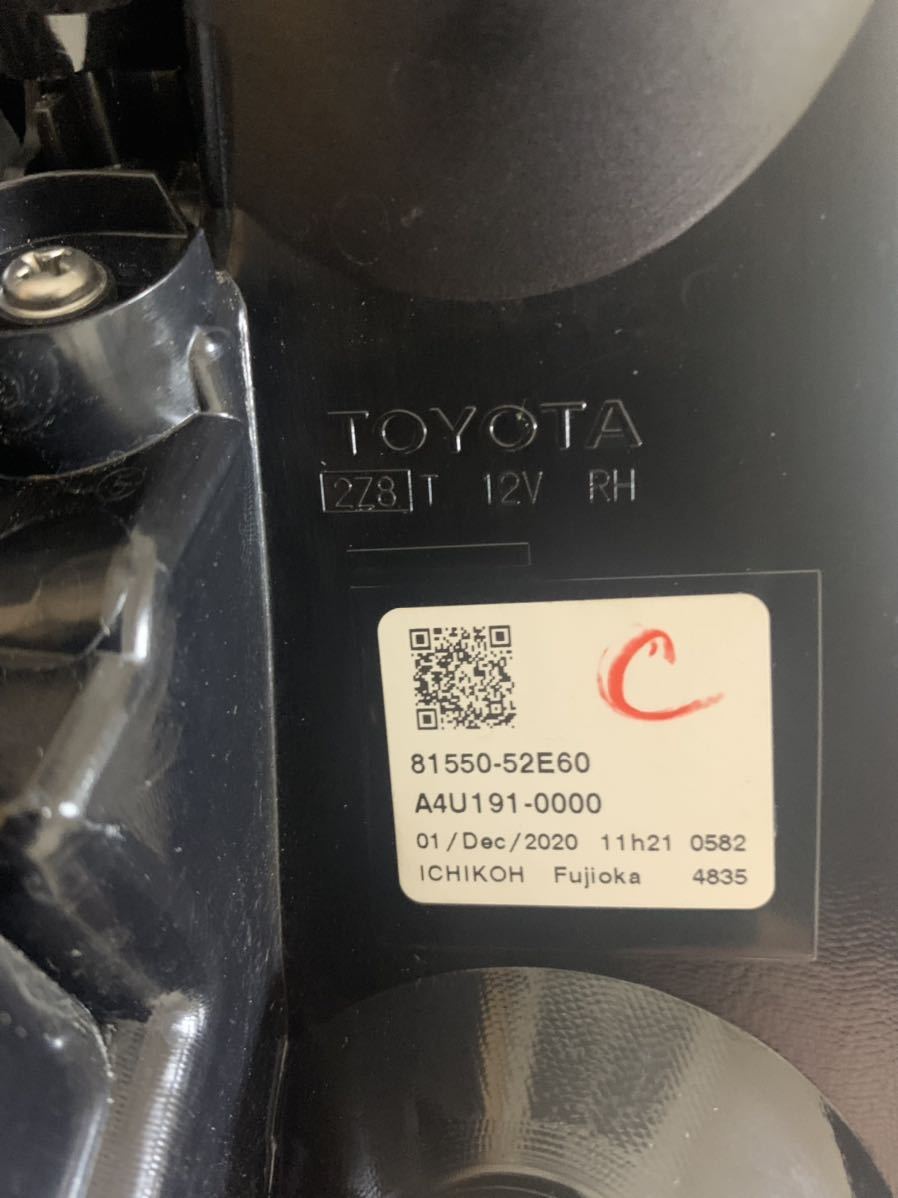 TOYOTA
2Z8 T 12V RH
C
81550-52E60
A4U191-0000
01/Dec/2020 11h21 0582
ICHIKOH Fujioka 4835